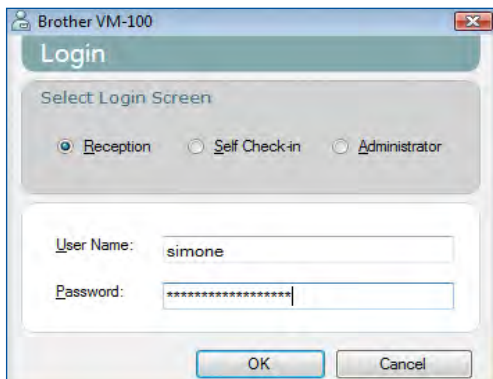 Brother VM-100
Login
Select Login Screen
Reception Self Check-in Administrator
User Name: simone
Password: ******************
OK Cancel